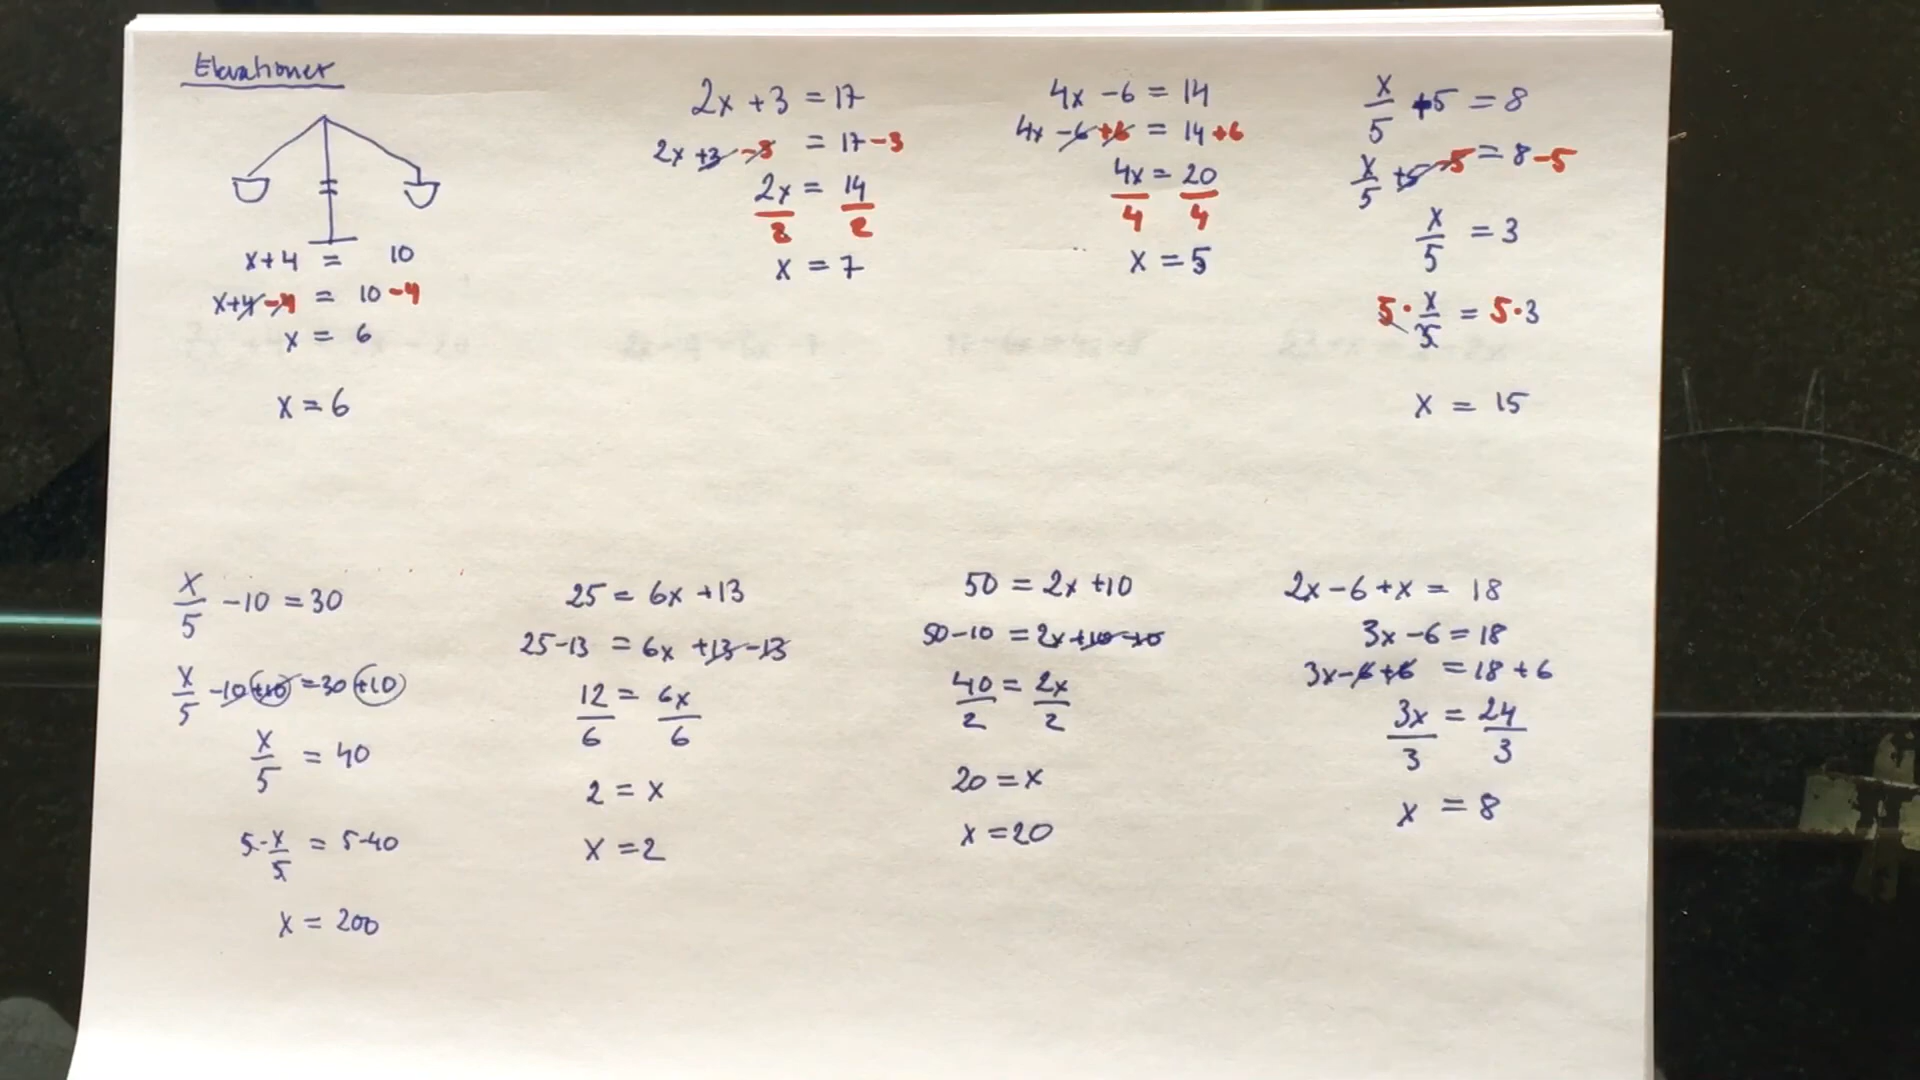 Ekvationer
x+4 = 10
x+4-4 = 10-4
x = 6
x = 6
2x +3 = 17
2x +3 -3 = 17-3
2x = 14
2 2
x = 7
4x -6 = 14
4x -6+6 = 14+6
4x = 20
4 4
x = 5
x/5 +5 = 8
x/5 +5 -5 = 8-5
x/5 = 3
5·x/5 = 5·3
x = 15
x/5 -10 = 30
x/5 -10+10 = 30+10
x/5 = 40
5·x/5 = 5·40
x = 200
25 = 6x +13
25-13 = 6x +13-13
12/6 = 6x/6
2 = x
x = 2
50 = 2x +10
50-10 = 2x+10-10
40/2 = 2x/2
20 = x
x = 20
2x -6 +x = 18
3x -6 = 18
3x-6+6 = 18+6
3x/3 = 24/3
x = 8